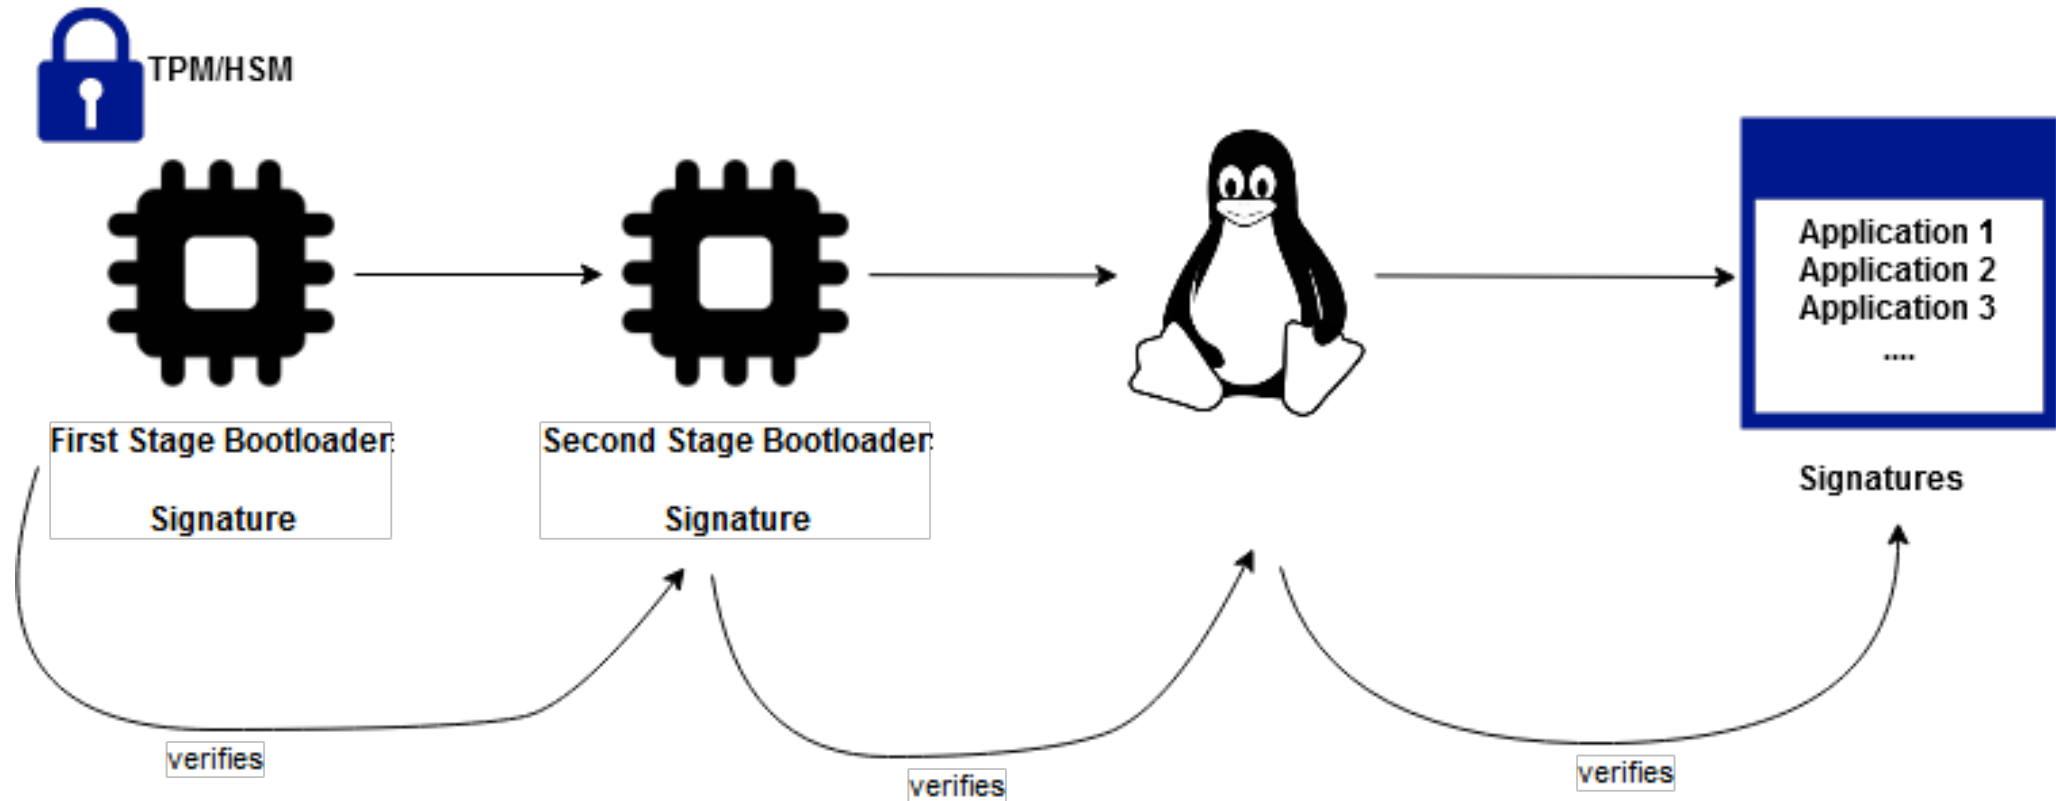 TPM/HSM
Application 1
Application 2
Application 3
....
First Stage Bootloader:
Signature
Second Stage Bootloader:
Signature
Signatures
verifies
verifies
verifies